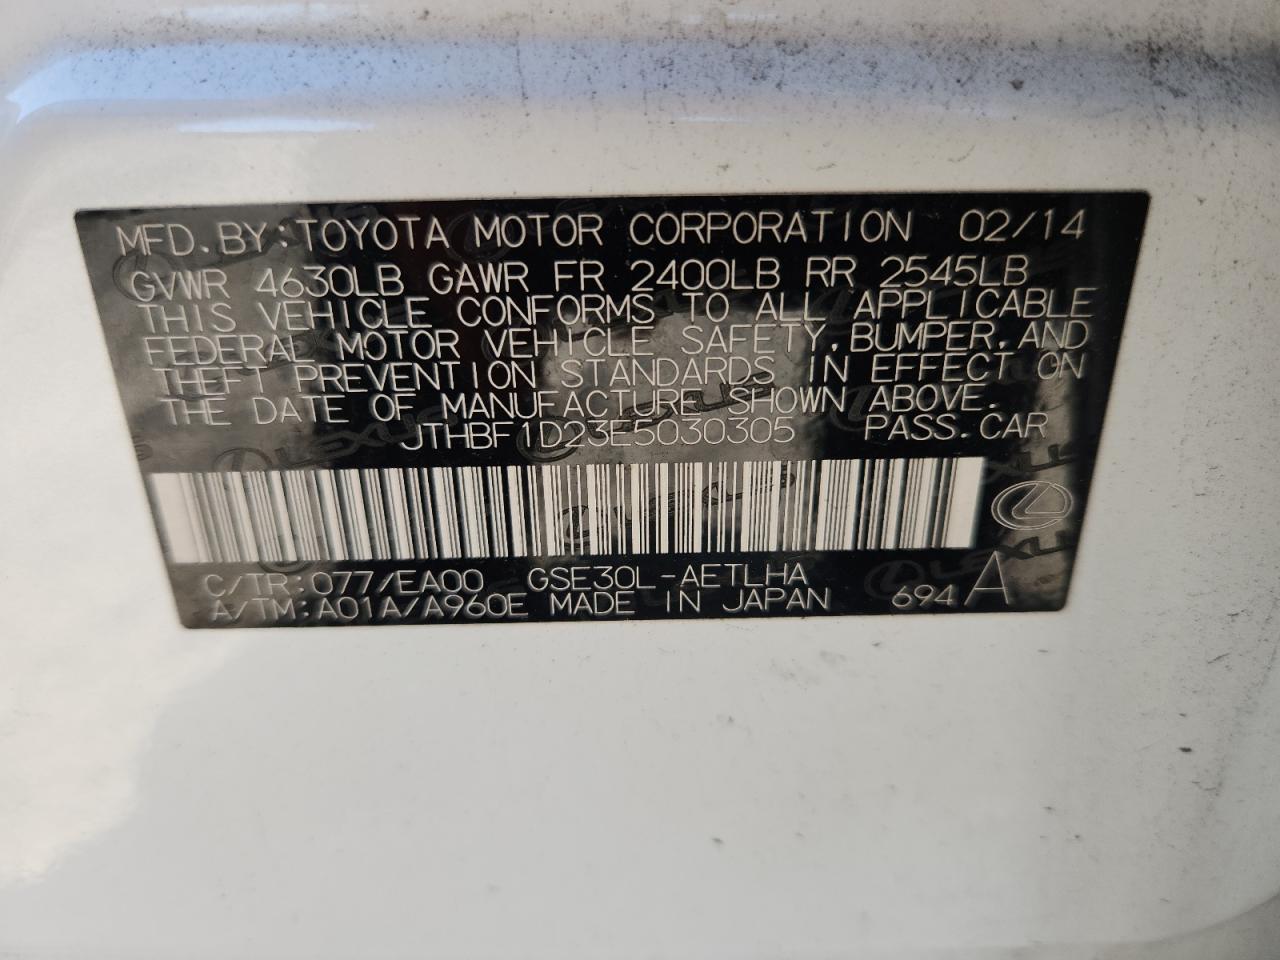 MFD. BY: TOYOTA MOTOR CORPORATION 02/14
GVWR 4630LB GAWR FR 2400LB RR 2545LB
THIS VEHICLE CONFORMS TO ALL APPLICABLE
FEDERAL MOTOR VEHICLE SAFETY, BUMPER, AND
THEFT PREVENTION STANDARDS IN EFFECT ON
THE DATE OF MANUFACTURE SHOWN ABOVE.
JTHBF1D23E5030305 PASS. CAR
C/TR: 077/EA00 GSE30L-AETLHA
A/TM: A01A/A960E MADE IN JAPAN 694 A
LEXUS